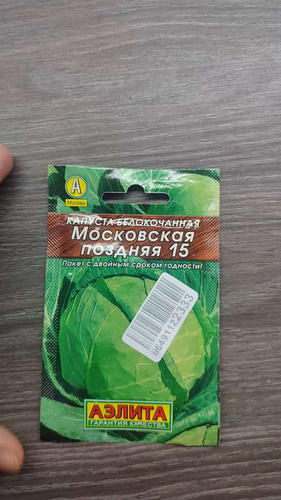 А
Москва
КАПУСТА БЕЛОКОЧАННАЯ
МОСКОВСКАЯ
ПОЗДНЯЯ 15
Пакет с двойным сроком годности!
АЭЛИТА
ГАРАНТИЯ КАЧЕСТВА